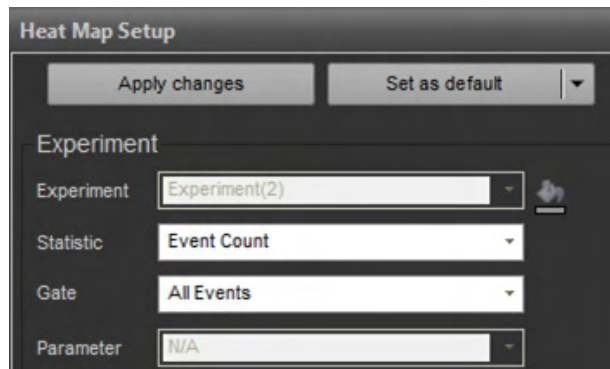 Heat Map Setup
Apply changes Set as default
Experiment
Experiment Experiment(2)
Statistic Event Count
Gate All Events
Parameter N/A